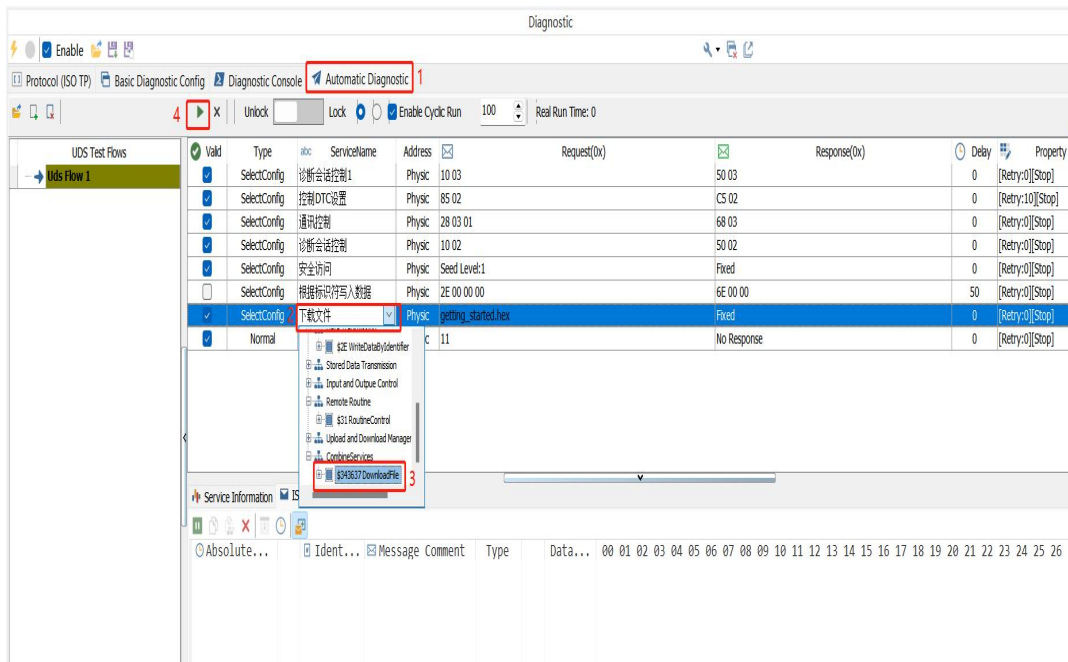 Diagnostic
Enable
Protocol (ISO TP) Basic Diagnostic Config Diagnostic Console Automatic Diagnostic 1
4 Unlock Lock Enable Cyclic Run 100 Real Run Time: 0
UDS Test Flows Valid Type abc ServiceName Address Request(0x) Response(0x) Delay Property
Uds Flow 1 SelectConfig 诊断会话控制1 Physic 10 03 50 03 0 [Retry:0][Stop]
SelectConfig 控制DTC设置 Physic 85 02 C5 02 0 [Retry:10][Stop]
SelectConfig 通讯控制 Physic 28 03 01 68 03 0 [Retry:0][Stop]
SelectConfig 诊断会话控制 Physic 10 02 50 02 0 [Retry:0][Stop]
SelectConfig 安全访问 Physic Seed Level:1 Fixed 0 [Retry:0][Stop]
SelectConfig 根据标识符写入数据 Physic 2E 00 00 00 6E 00 00 50 [Retry:0][Stop]
SelectConfig 2 下载文件 Physic getting_started.hex Fixed 0 [Retry:0][Stop]
Normal c 11 No Response 0 [Retry:0][Stop]
$2E WriteDataByIdentifier
Stored Data Transmission
Input and Outpue Control
Remote Routine
$31 RoutineControl
Upload and Download Manager
CombineServices
$343637 DownloadFile 3
Service Information IS
Absolute... Ident... Message Comment Type Data... 00 01 02 03 04 05 06 07 08 09 10 11 12 13 14 15 16 17 18 19 20 21 22 23 24 25 26